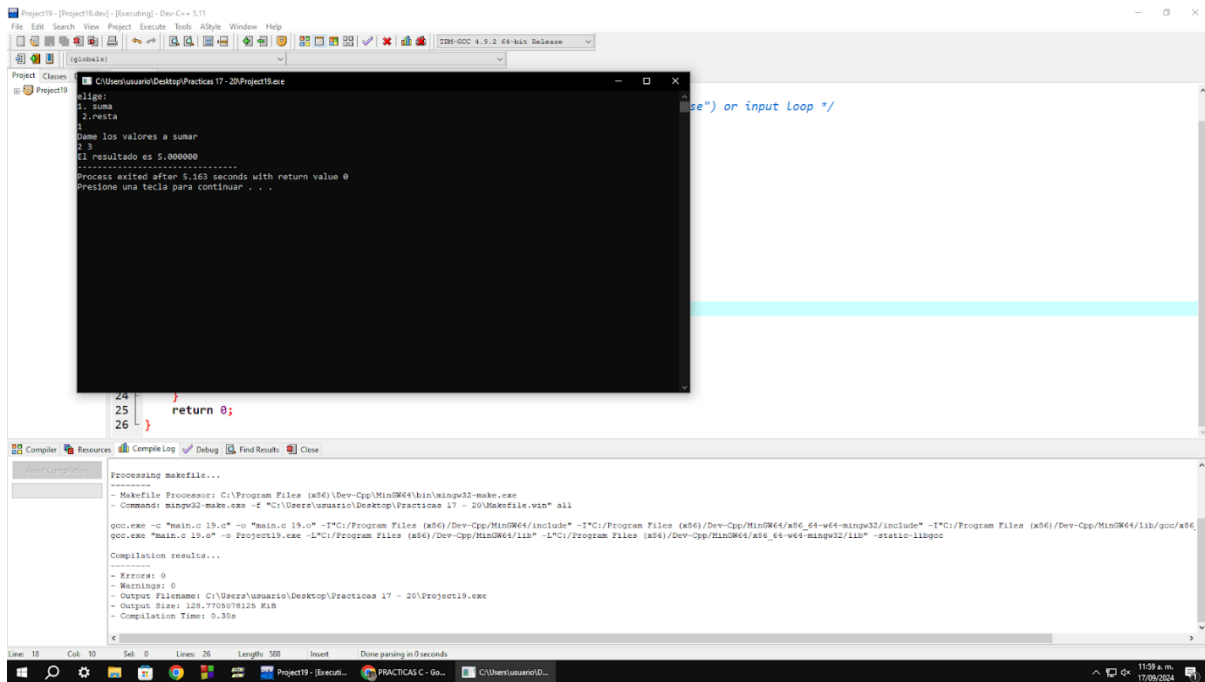 Project19 - [Project19.dev] - [Executing] - Dev-C++ 5.11
File Edit Search View Project Execute Tools AStyle Window Help
TDM-GCC 4.9.2 64-bit Release
(globals)
Project Classes
Project19
C:\Users\usuario\Desktop\Practicas 17 - 20\Project19.exe
elige:
1. suma
2.resta
1
Dame los valores a sumar
2 3
El resultado es 5.000000
--------------------------------
Process exited after 5.163 seconds with return value 0
Presione una tecla para continuar . . .
se") or input loop */
24 }
25 return 0;
26 }
Compiler Resources Compile Log Debug Find Results Close
Abort Compilation
Processing makefile...
--------
- Makefile Processor: C:\Program Files (x86)\Dev-Cpp\MinGW64\bin\mingw32-make.exe
- Command: mingw32-make.exe -f "C:\Users\usuario\Desktop\Practicas 17 - 20\Makefile.win" all
gcc.exe -c "main.c 19.c" -o "main.c 19.o" -I"C:/Program Files (x86)/Dev-Cpp/MinGW64/include" -I"C:/Program Files (x86)/Dev-Cpp/MinGW64/x86_64-w64-mingw32/include" -I"C:/Program Files (x86)/Dev-Cpp/MinGW64/lib/gcc/x86_
gcc.exe "main.c 19.o" -o Project19.exe -L"C:/Program Files (x86)/Dev-Cpp/MinGW64/lib" -L"C:/Program Files (x86)/Dev-Cpp/MinGW64/x86_64-w64-mingw32/lib" -static-libgcc
Compilation results...
--------
- Errors: 0
- Warnings: 0
- Output Filename: C:\Users\usuario\Desktop\Practicas 17 - 20\Project19.exe
- Output Size: 128.7705078125 KiB
- Compilation Time: 0.30s
Line: 18 Col: 10 Sel: 0 Lines: 26 Length: 588 Insert Done parsing in 0 seconds
Project19 - [Executi... PRACTICAS C - Go... C:\Users\usuario\D...
11:59 a. m.
17/09/2024